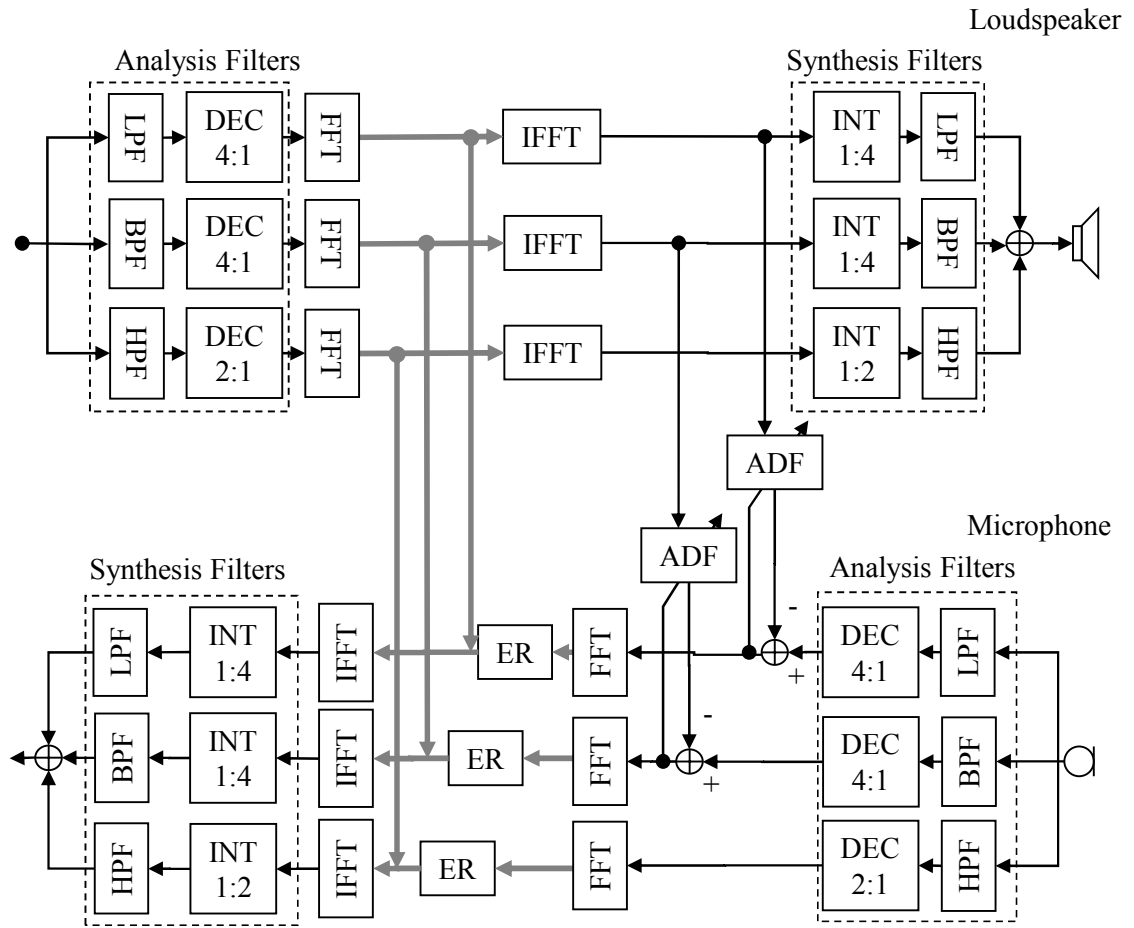 Loudspeaker
Analysis Filters
Synthesis Filters
LPF
DEC
4:1
FFT
IFFT
INT
1:4
LPF
BPF
DEC
4:1
FFT
IFFT
INT
1:4
BPF
HPF
DEC
2:1
FFT
IFFT
INT
1:2
HPF
ADF
ADF
Microphone
Synthesis Filters
Analysis Filters
LPF
INT
1:4
IFFT
ER
FFT
-
+
DEC
4:1
LPF
BPF
INT
1:4
IFFT
ER
FFT
-
+
DEC
4:1
BPF
HPF
INT
1:2
IFFT
ER
FFT
DEC
2:1
HPF